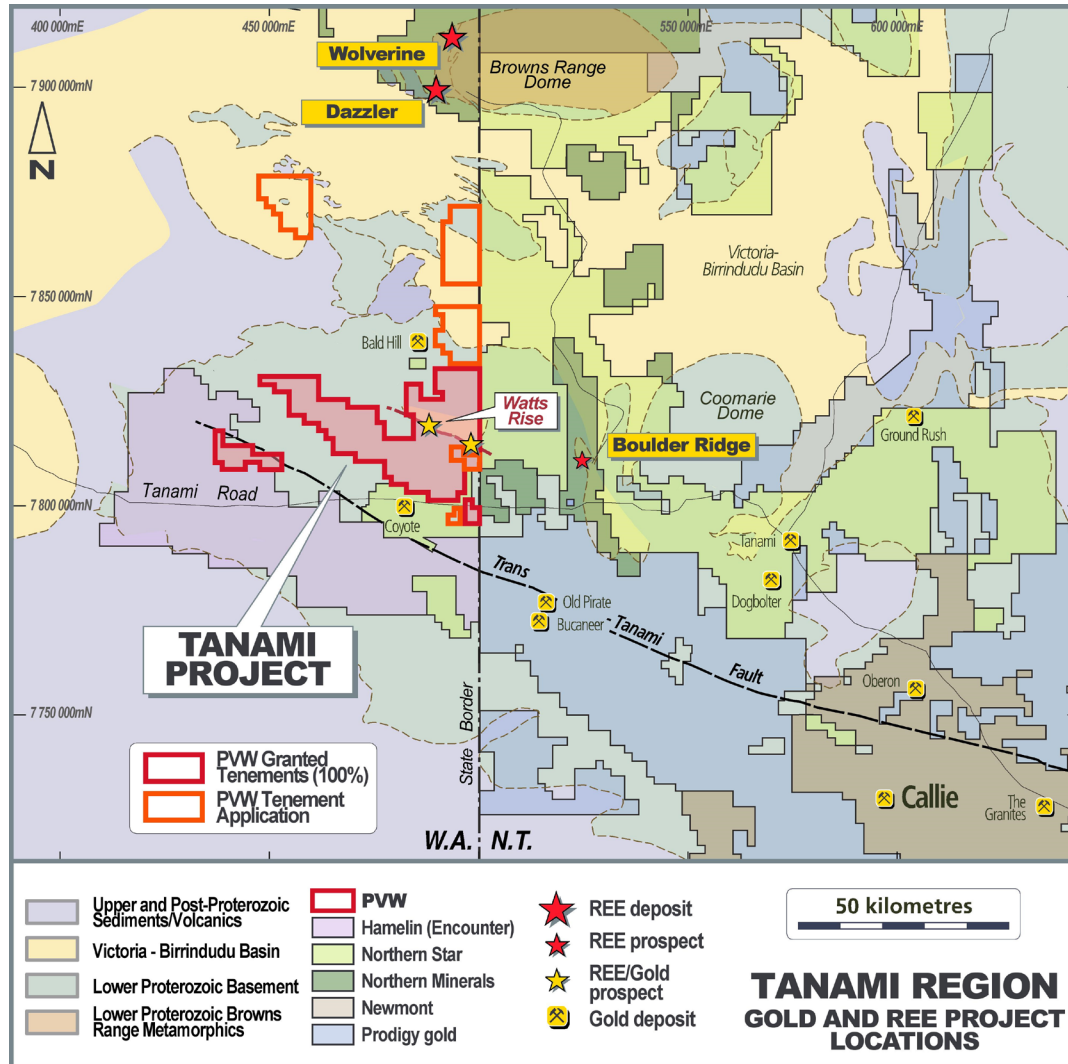 400 000mE
450 000mE
550 000mE
600 000mE
Wolverine
Browns Range
Dome
7 900 000mN
Dazzler
N
Victoria-
Birrindudu Basin
7 850 000mN
Bald Hill
Watts
Rise
Coomarie
Dome
Ground Rush
Boulder Ridge
Tanami Road
7 800 000mN
Coyote
Tanami
Trans
Dogbolter
Old Pirate
Bucaneer
Tanami
TANAMI
PROJECT
Fault
Oberon
7 750 000mN
State Border
PVW Granted
Tenements (100%)
PVW Tenement
Application
Callie
The
Granites
W.A.
N.T.
Upper and Post-Proterozoic
Sediments/Volcanics
Victoria - Birrindudu Basin
Lower Proterozoic Basement
Lower Proterozoic Browns
Range Metamorphics
PVW
Hamelin (Encounter)
Northern Star
Northern Minerals
Newmont
Prodigy gold
REE deposit
REE prospect
REE/Gold
prospect
Gold deposit
50 kilometres
TANAMI REGION
GOLD AND REE PROJECT
LOCATIONS